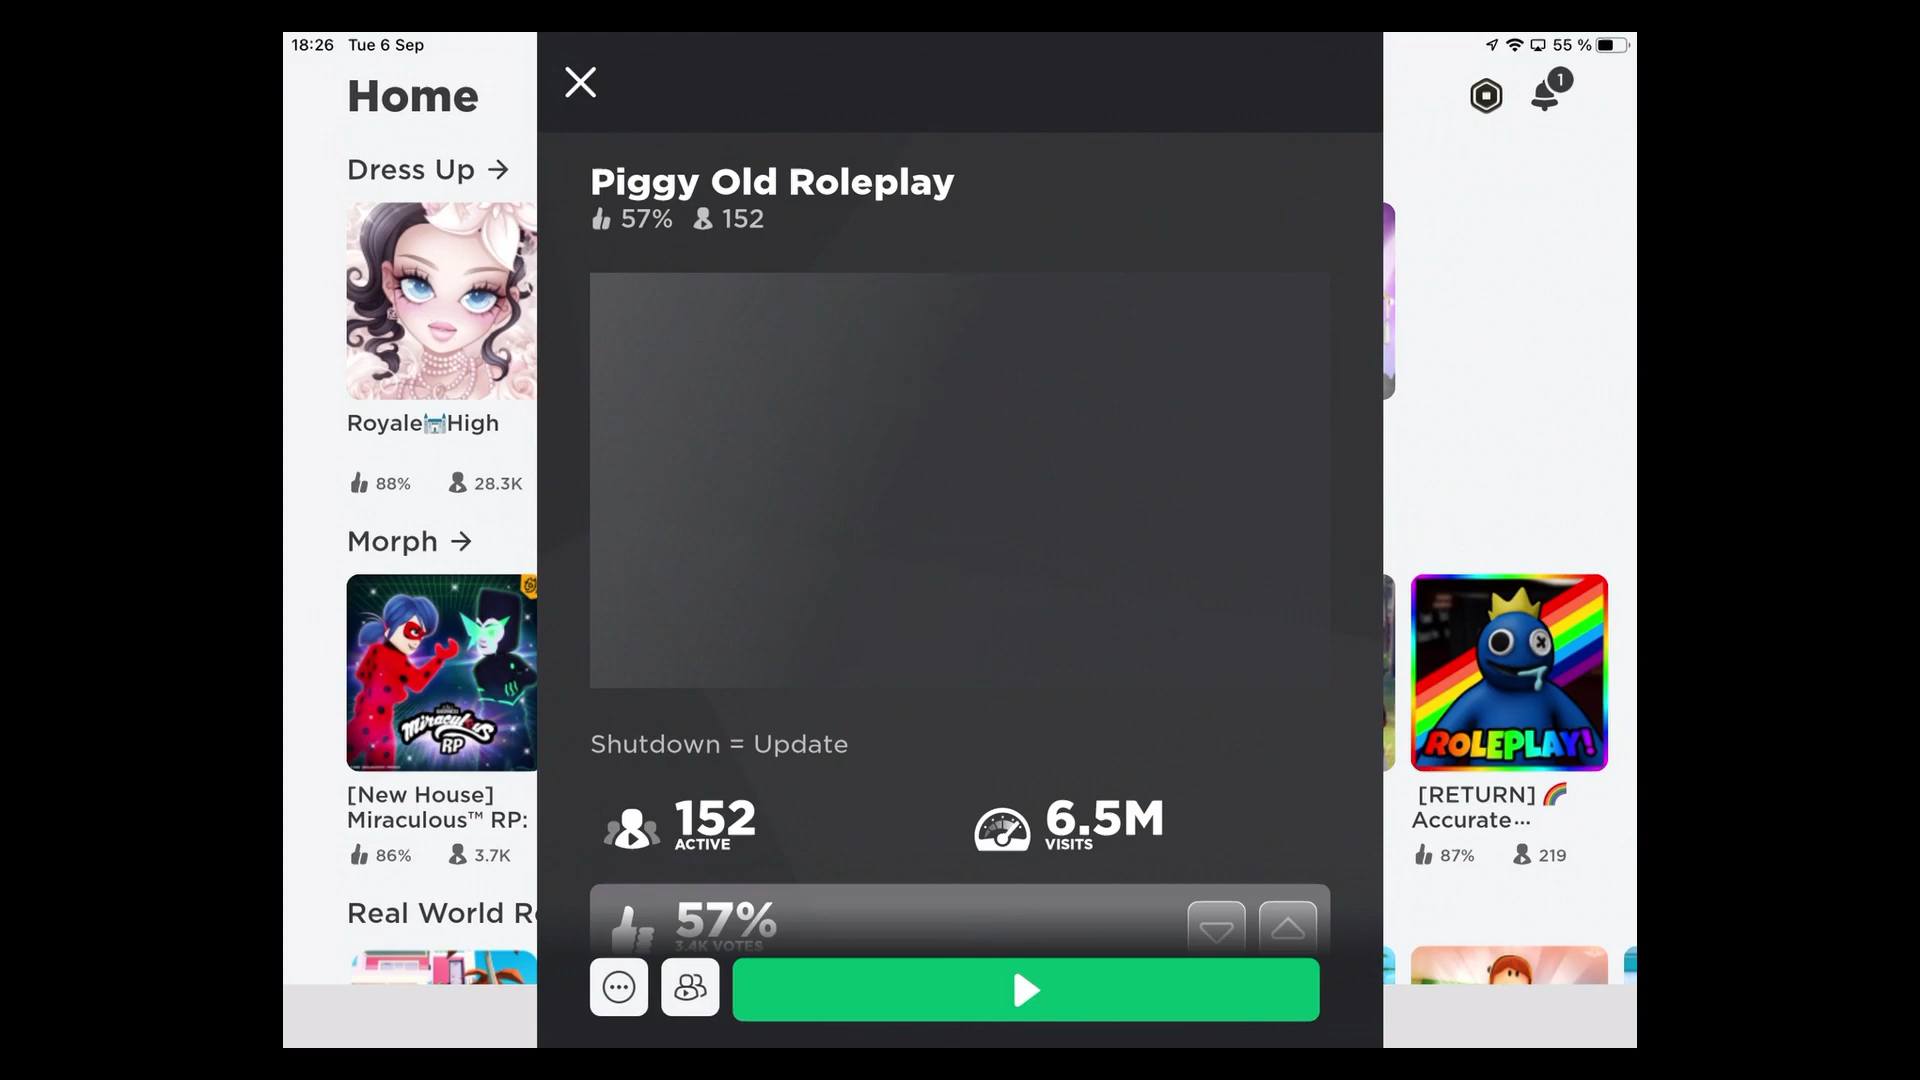 18:26 Tue 6 Sep
55 %
Home
1
Dress Up →
Royale🏰High
88% 28.3K
Morph →
Miraculous
RP
[New House]
Miraculous™ RP:
86% 3.7K
Real World R
Piggy Old Roleplay
57% 152
Shutdown = Update
152
ACTIVE
6.5M
VISITS
57%
3.4K VOTES
ROLEPLAY!
[RETURN] 🌈
Accurate...
87% 219